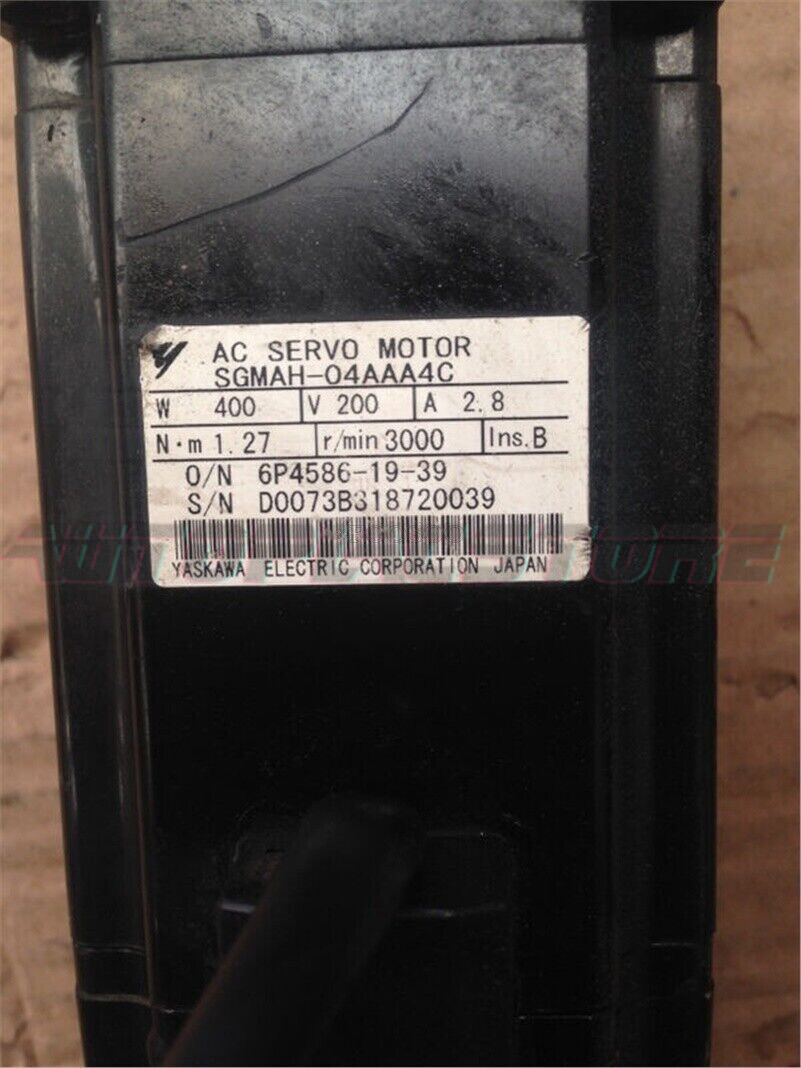 AC SERVO MOTOR
SGMAH-04AAA4C
W 400 V 200 A 2.8
N·m 1.27 r/min 3000 Ins. B
O/N 6P4586-19-39
S/N D0073B318720039
YASKAWA ELECTRIC CORPORATION JAPAN